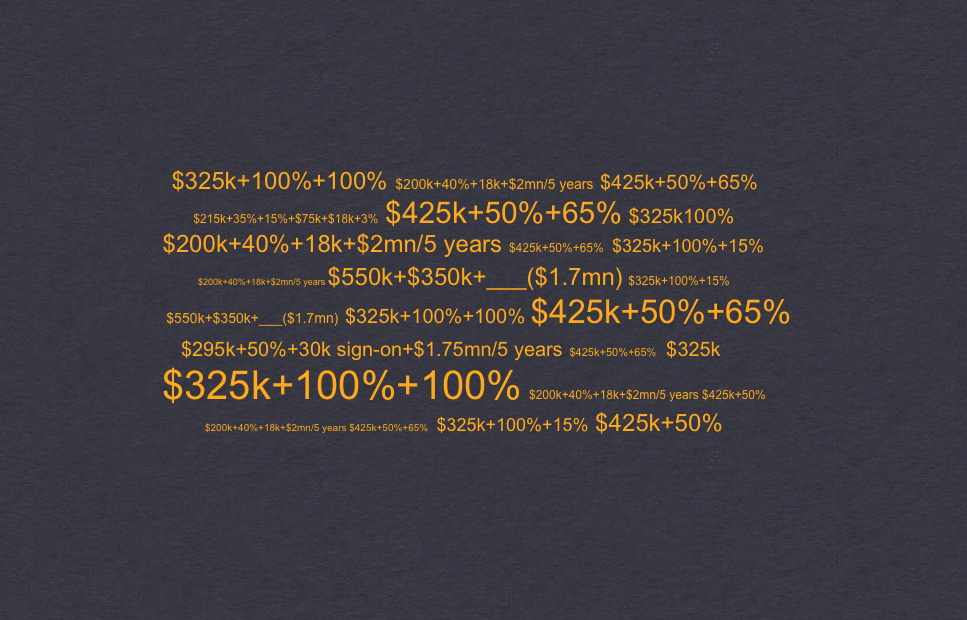 $325k+100%+100% $200k+40%+18k+$2mn/5 years $425k+50%+65%
$215k+35%+15%+$75k+$18k+3% $425k+50%+65% $325k100%
$200k+40%+18k+$2mn/5 years $425k+50%+65% $325k+100%+15%
$200k+40%+18k+$2mn/5 years $550k+$350k+___($1.7mn) $325k+100%+15%
$550k+$350k+___($1.7mn) $325k+100%+100% $425k+50%+65%
$295k+50%+30k sign-on+$1.75mn/5 years $425k+50%+65% $325k
$325k+100%+100% $200k+40%+18k+$2mn/5 years $425k+50%
$200k+40%+18k+$2mn/5 years $425k+50%+65% $325k+100%+15% $425k+50%